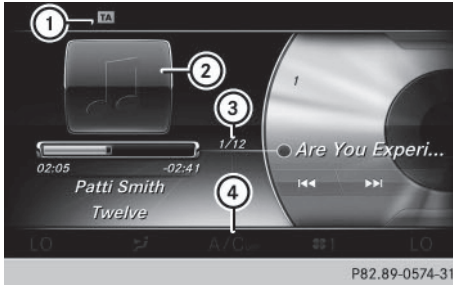 1 TA
2
3
1
1/12
Are You Experi...
02:05 -02:41
Patti Smith
Twelve
4
LO A/C OFF 1 LO
P82.89-0574-31